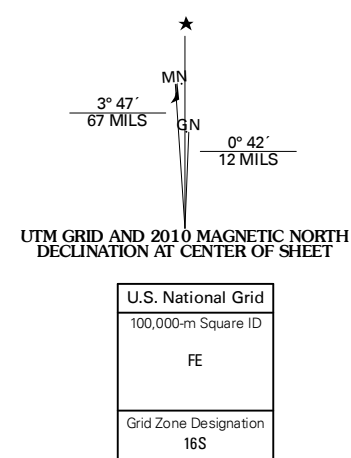 MN
3° 47´
67 MILS
GN
0° 42´
12 MILS
UTM GRID AND 2010 MAGNETIC NORTH
DECLINATION AT CENTER OF SHEET
U.S. National Grid
100,000-m Square ID
FE
Grid Zone Designation
16S